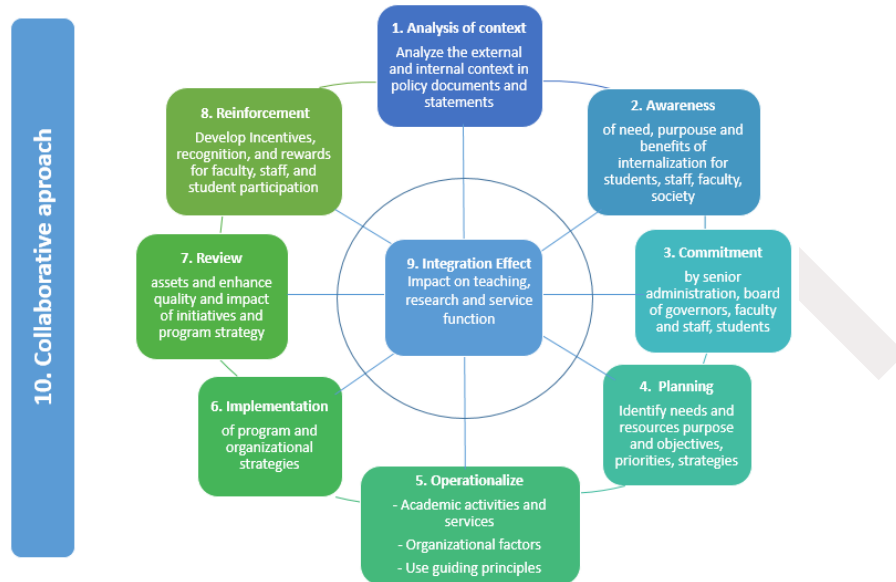 10. Collaborative aproach
1. Analysis of context
Analyze the external
and internal context in
policy documents and
statements
2. Awareness
of need, purpouse and
benefits of
internalization for
students, staff, faculty,
society
3. Commitment
by senior
administration, board
of governors, faculty
and staff, students
4. Planning
Identify needs and
resources purpose
and objectives,
priorities, strategies
5. Operationalize
- Academic activities and
services
- Organizational factors
- Use guiding principles
6. Implementation
of program and
organizational
strategies
7. Review
assets and enhance
quality and impact
of initiatives and
program strategy
8. Reinforcement
Develop Incentives,
recognition, and rewards
for faculty, staff, and
student participation
9. Integration Effect
Impact on teaching,
research and service
function